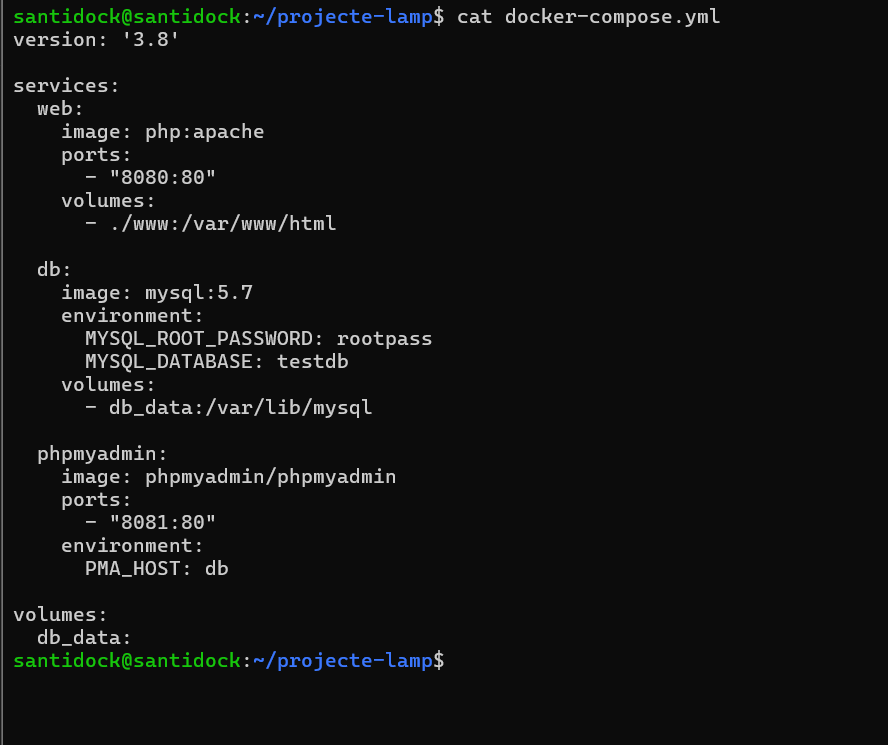 santidock@santidock:~/projecte-lamp$ cat docker-compose.yml
version: '3.8'

services:
  web:
    image: php:apache
    ports:
      - "8080:80"
    volumes:
      - ./www:/var/www/html

  db:
    image: mysql:5.7
    environment:
      MYSQL_ROOT_PASSWORD: rootpass
      MYSQL_DATABASE: testdb
    volumes:
      - db_data:/var/lib/mysql

  phpmyadmin:
    image: phpmyadmin/phpmyadmin
    ports:
      - "8081:80"
    environment:
      PMA_HOST: db

volumes:
  db_data:
santidock@santidock:~/projecte-lamp$